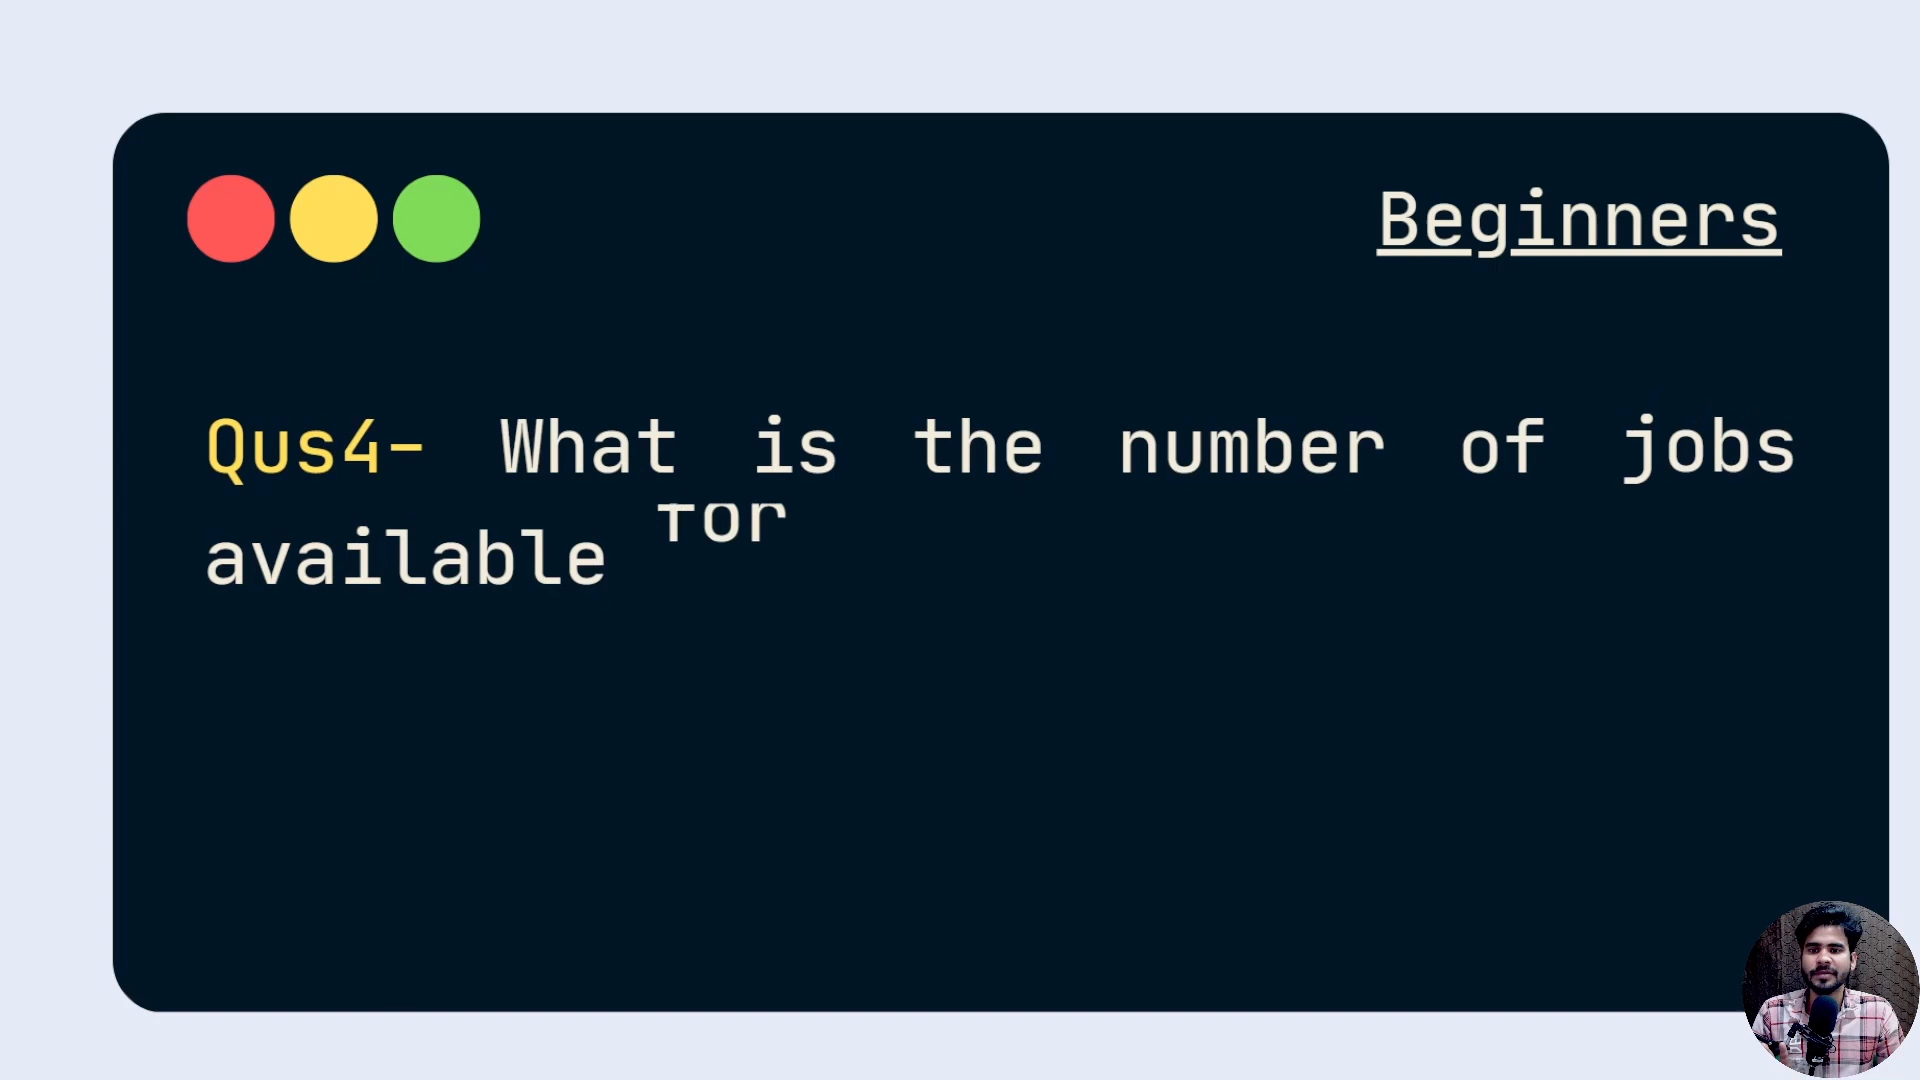 Beginners
Qus4- What is the number of jobs
available for